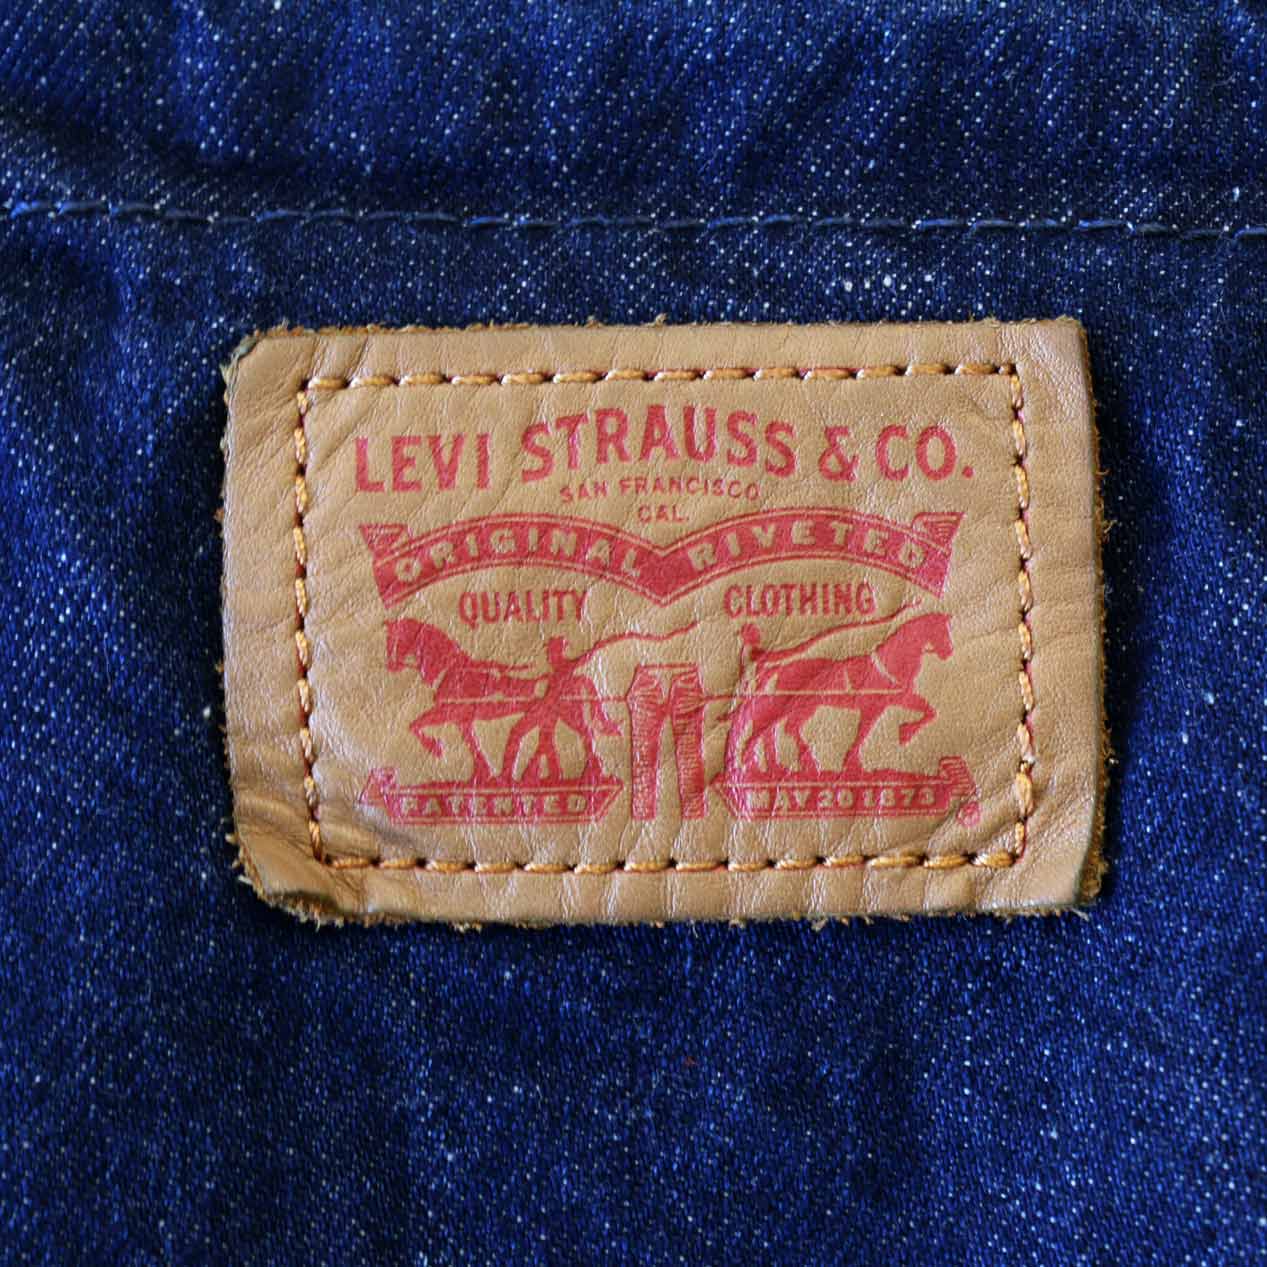 LEVI STRAUSS & CO.
SAN FRANCISCO
CAL.
ORIGINAL RIVETED
QUALITY CLOTHING
PATENTED MAY 20 1873
®